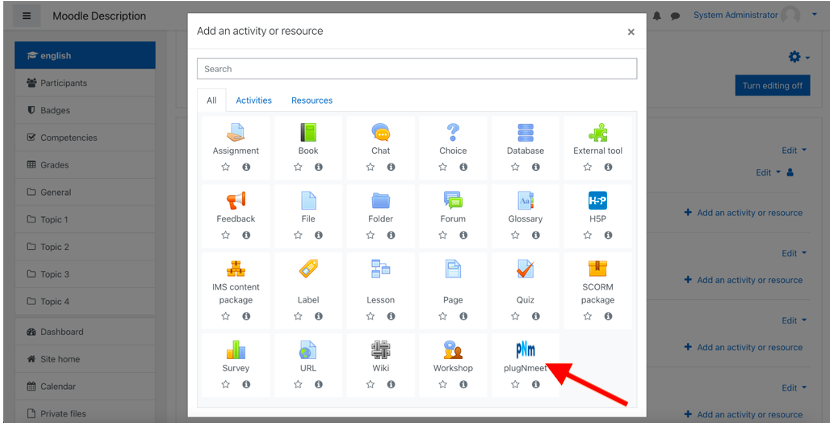 Moodle Description
System Administrator
english
Participants
Badges
Competencies
Grades
General
Topic 1
Topic 2
Topic 3
Topic 4
Dashboard
Site home
Calendar
Private files
Add an activity or resource
×
Search
All Activities Resources
Assignment
Book
Chat
Choice
Database
External tool
Feedback
File
Folder
Forum
Aa
Glossary
H5P
H5P
IMS content
package
Label
Lesson
Page
Quiz
SCORM
package
Survey
URL
Wiki
Workshop
pNm
plugNmeet
Turn editing off
Edit
Edit
Add an activity or resource
Edit
Add an activity or resource
Edit
Add an activity or resource
Edit
Add an activity or resource